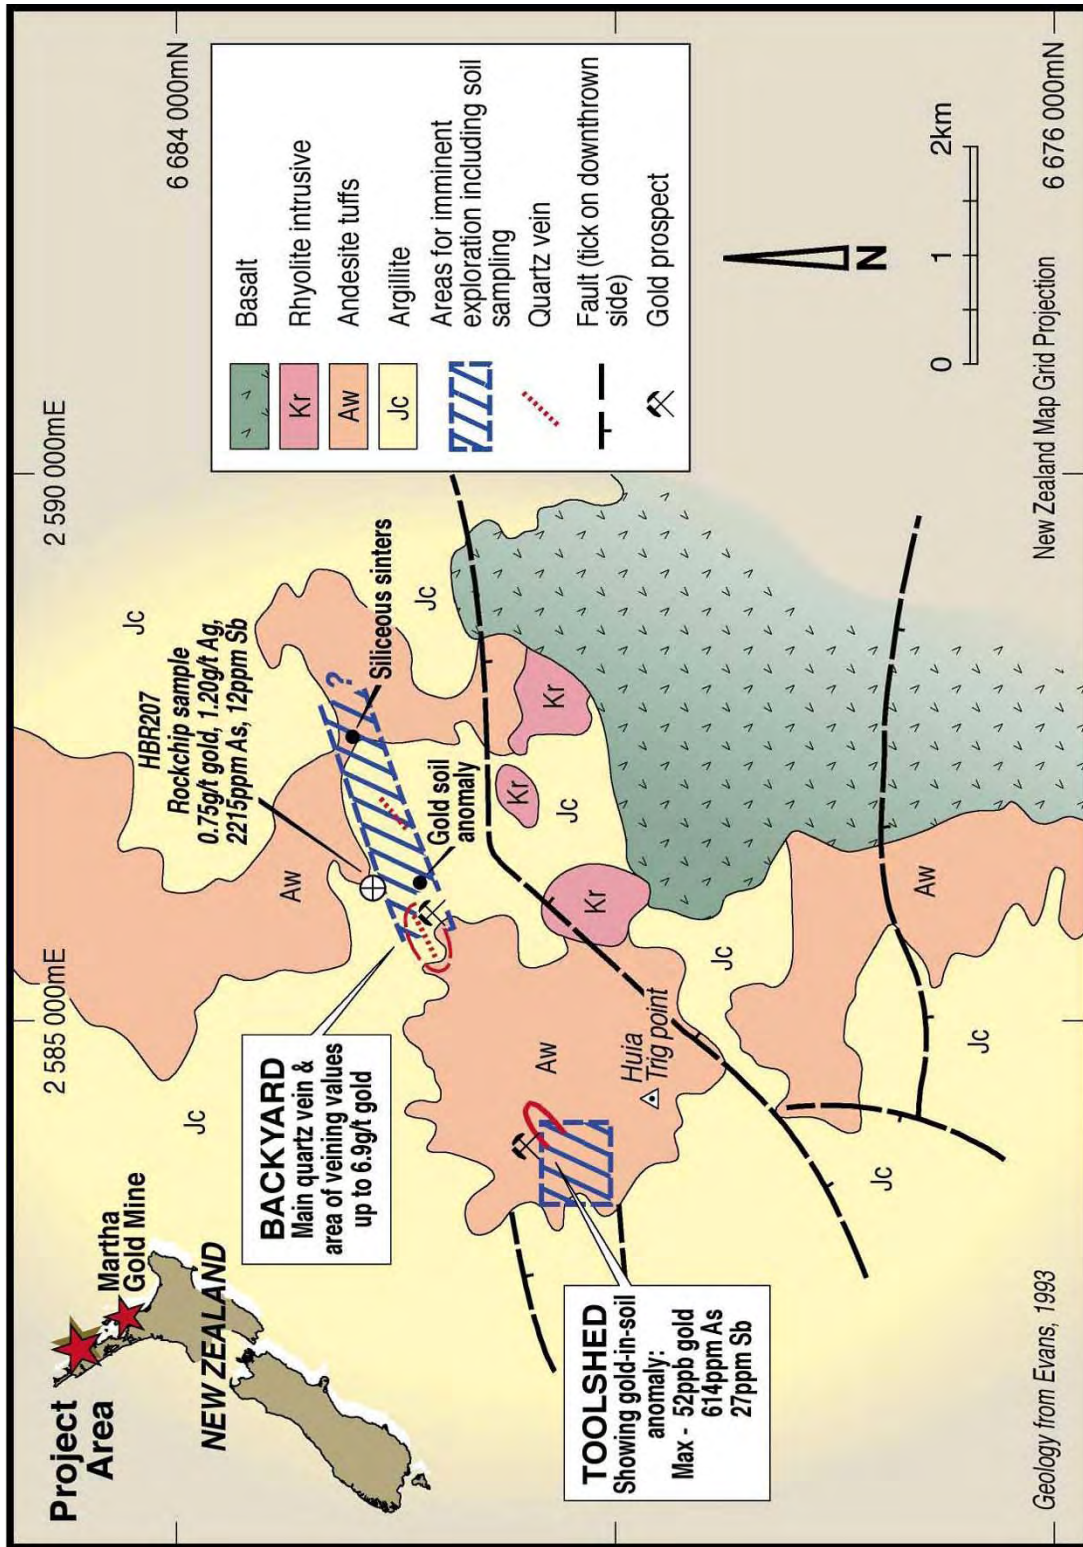 Project
Area
Martha
Gold Mine
NEW ZEALAND
2 585 000mE
2 590 000mE
6 684 000mN
6 676 000mN
HBR207
Rockchip sample
0.75g/t gold, 1.20g/t Ag,
2215ppm As, 12ppm Sb
BACKYARD
Main quartz vein &
area of veining values
up to 6.9g/t gold
TOOLSHED
Showing gold-in-soil
anomaly:
Max - 52ppb gold
614ppm As
27ppm Sb
Jc
Aw
Jc
Jc
?
Siliceous sinters
Gold soil
anomaly
Aw
Huia
Trig point
Kr
Kr
Kr
Jc
Jc
Jc
Jc
Aw
Basalt
Kr
Rhyolite intrusive
Aw
Andesite tuffs
Jc
Argillite
Areas for imminent
exploration including soil
sampling
Quartz vein
Fault (tick on downthrown
side)
Gold prospect
N
0
1
2km
Geology from Evans, 1993
New Zealand Map Grid Projection